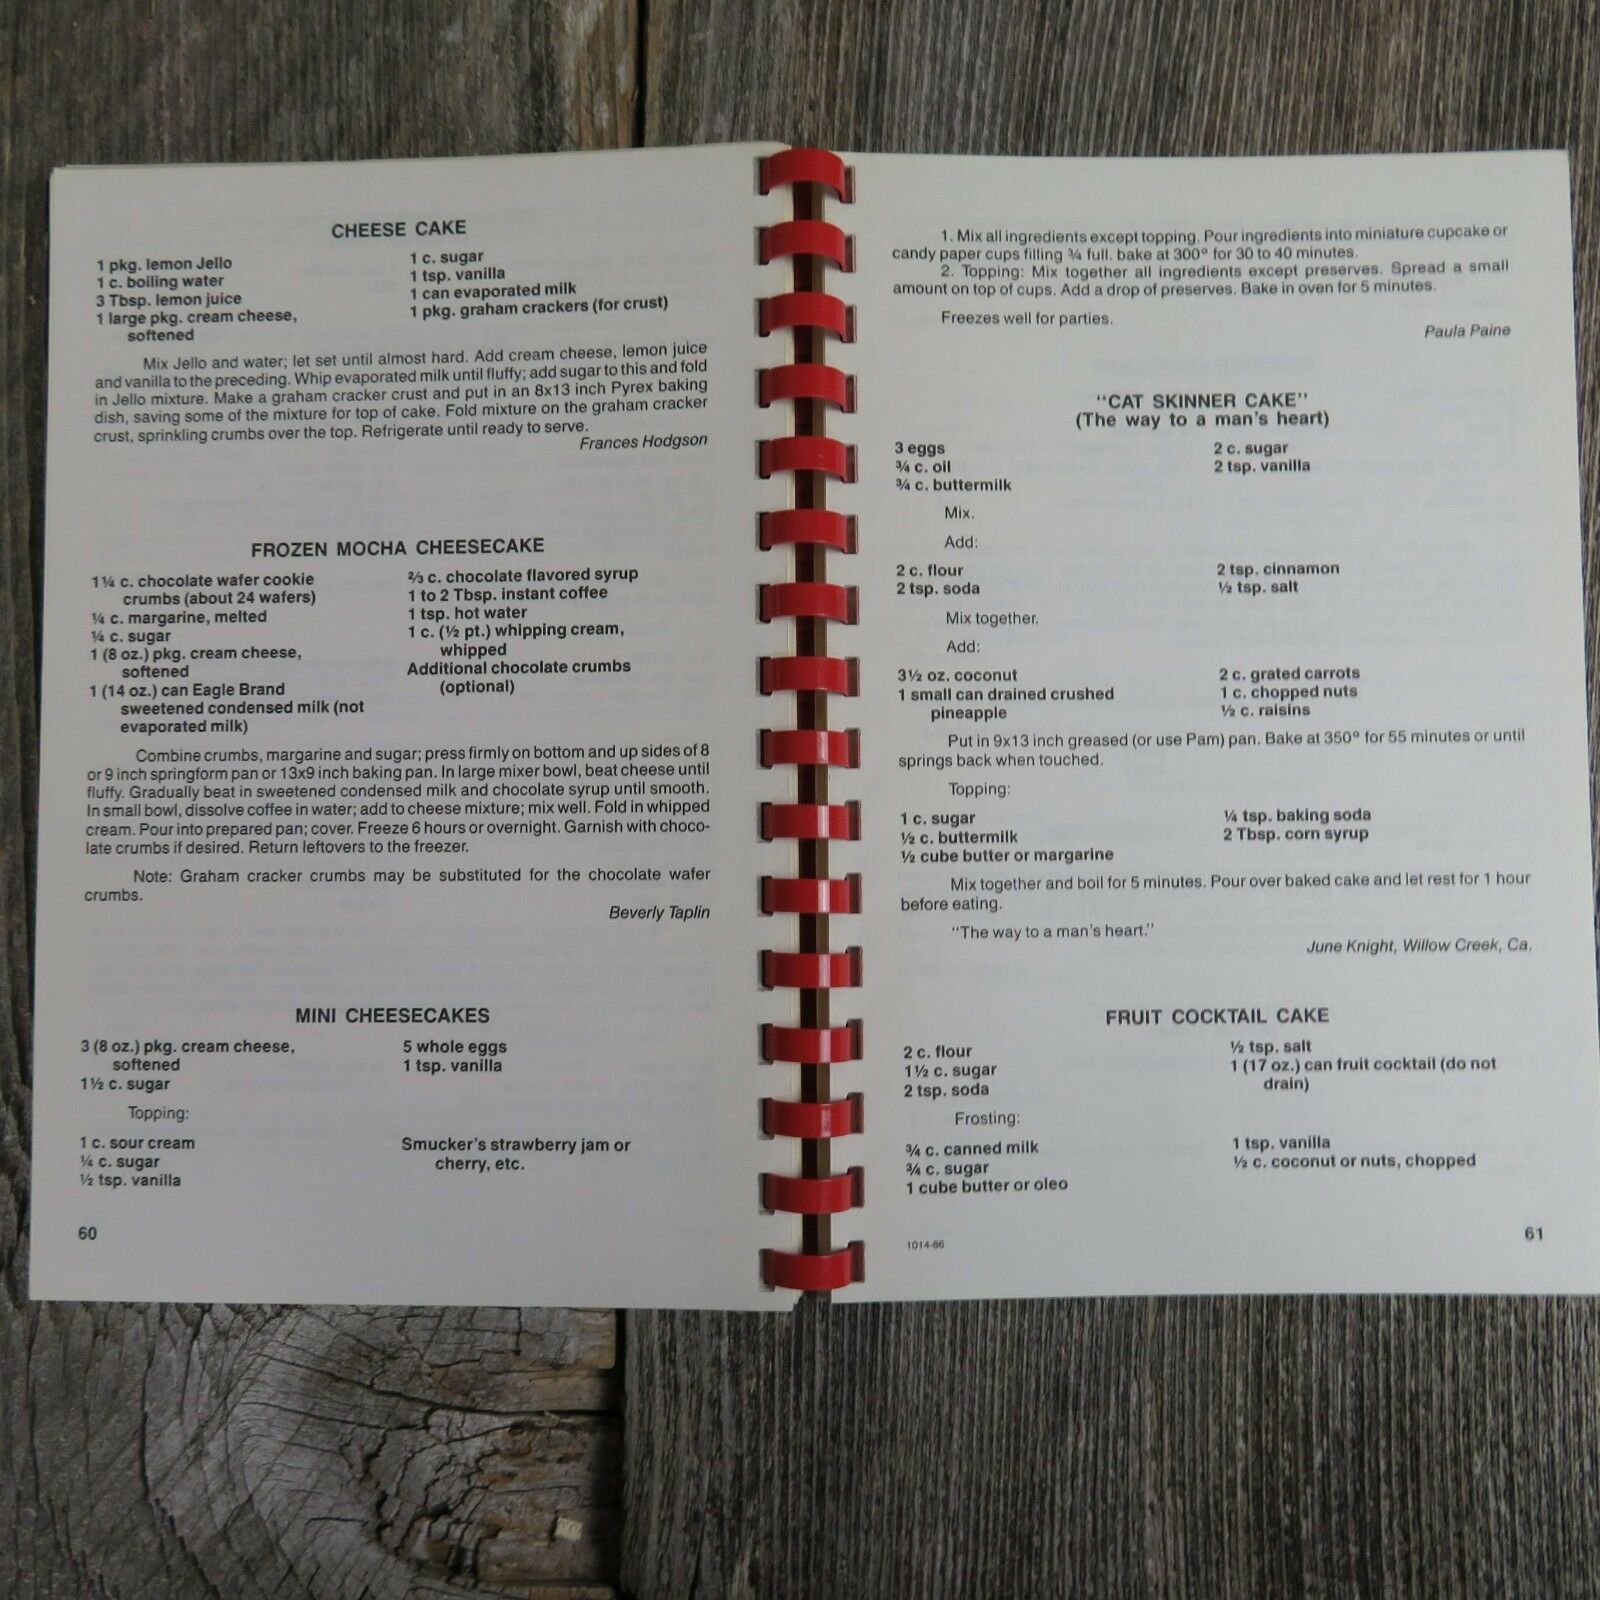 CHEESE CAKE
1 pkg. lemon Jello
1 c. boiling water
3 Tbsp. lemon juice
1 large pkg. cream cheese,
softened
1 c. sugar
1 tsp. vanilla
1 can evaporated milk
1 pkg. graham crackers (for crust)
Mix Jello and water; let set until almost hard. Add cream cheese, lemon juice
and vanilla to the preceding. Whip evaporated milk until fluffy; add sugar to this and fold
in Jello mixture. Make a graham cracker crust and put in an 8x13 inch Pyrex baking
dish, saving some of the mixture for top of cake. Fold mixture on the graham cracker
crust, sprinkling crumbs over the top. Refrigerate until ready to serve.
Frances Hodgson
FROZEN MOCHA CHEESECAKE
1¼ c. chocolate wafer cookie
crumbs (about 24 wafers)
¼ c. margarine, melted
¼ c. sugar
1 (8 oz.) pkg. cream cheese,
softened
1 (14 oz.) can Eagle Brand
sweetened condensed milk (not
evaporated milk)
⅔ c. chocolate flavored syrup
1 to 2 Tbsp. instant coffee
1 tsp. hot water
1 c. (½ pt.) whipping cream,
whipped
Additional chocolate crumbs
(optional)
Combine crumbs, margarine and sugar; press firmly on bottom and up sides of 8
or 9 inch springform pan or 13x9 inch baking pan. In large mixer bowl, beat cheese until
fluffy. Gradually beat in sweetened condensed milk and chocolate syrup until smooth.
In small bowl, dissolve coffee in water; add to cheese mixture; mix well. Fold in whipped
cream. Pour into prepared pan; cover. Freeze 6 hours or overnight. Garnish with choco-
late crumbs if desired. Return leftovers to the freezer.
Note: Graham cracker crumbs may be substituted for the chocolate wafer
crumbs.
Beverly Taplin
MINI CHEESECAKES
3 (8 oz.) pkg. cream cheese,
softened
1½ c. sugar
5 whole eggs
1 tsp. vanilla
Topping:
1 c. sour cream
¼ c. sugar
½ tsp. vanilla
Smucker's strawberry jam or
cherry, etc.
60
1. Mix all ingredients except topping. Pour ingredients into miniature cupcake or
candy paper cups filling ¾ full. bake at 300° for 30 to 40 minutes.
2. Topping: Mix together all ingredients except preserves. Spread a small
amount on top of cups. Add a drop of preserves. Bake in oven for 5 minutes.
Freezes well for parties.
Paula Paine
"CAT SKINNER CAKE"
(The way to a man's heart)
3 eggs
¾ c. oil
¾ c. buttermilk
2 c. sugar
2 tsp. vanilla
Mix.
Add:
2 c. flour
2 tsp. soda
2 tsp. cinnamon
½ tsp. salt
Mix together.
Add:
3½ oz. coconut
1 small can drained crushed
pineapple
2 c. grated carrots
1 c. chopped nuts
½ c. raisins
Put in 9x13 inch greased (or use Pam) pan. Bake at 350° for 55 minutes or until
springs back when touched.
Topping:
1 c. sugar
½ c. buttermilk
½ cube butter or margarine
¼ tsp. baking soda
2 Tbsp. corn syrup
Mix together and boil for 5 minutes. Pour over baked cake and let rest for 1 hour
before eating.
"The way to a man's heart."
June Knight, Willow Creek, Ca.
FRUIT COCKTAIL CAKE
2 c. flour
1½ c. sugar
2 tsp. soda
½ tsp. salt
1 (17 oz.) can fruit cocktail (do not
drain)
Frosting:
¾ c. canned milk
¾ c. sugar
1 cube butter or oleo
1 tsp. vanilla
½ c. coconut or nuts, chopped
1014-86
61